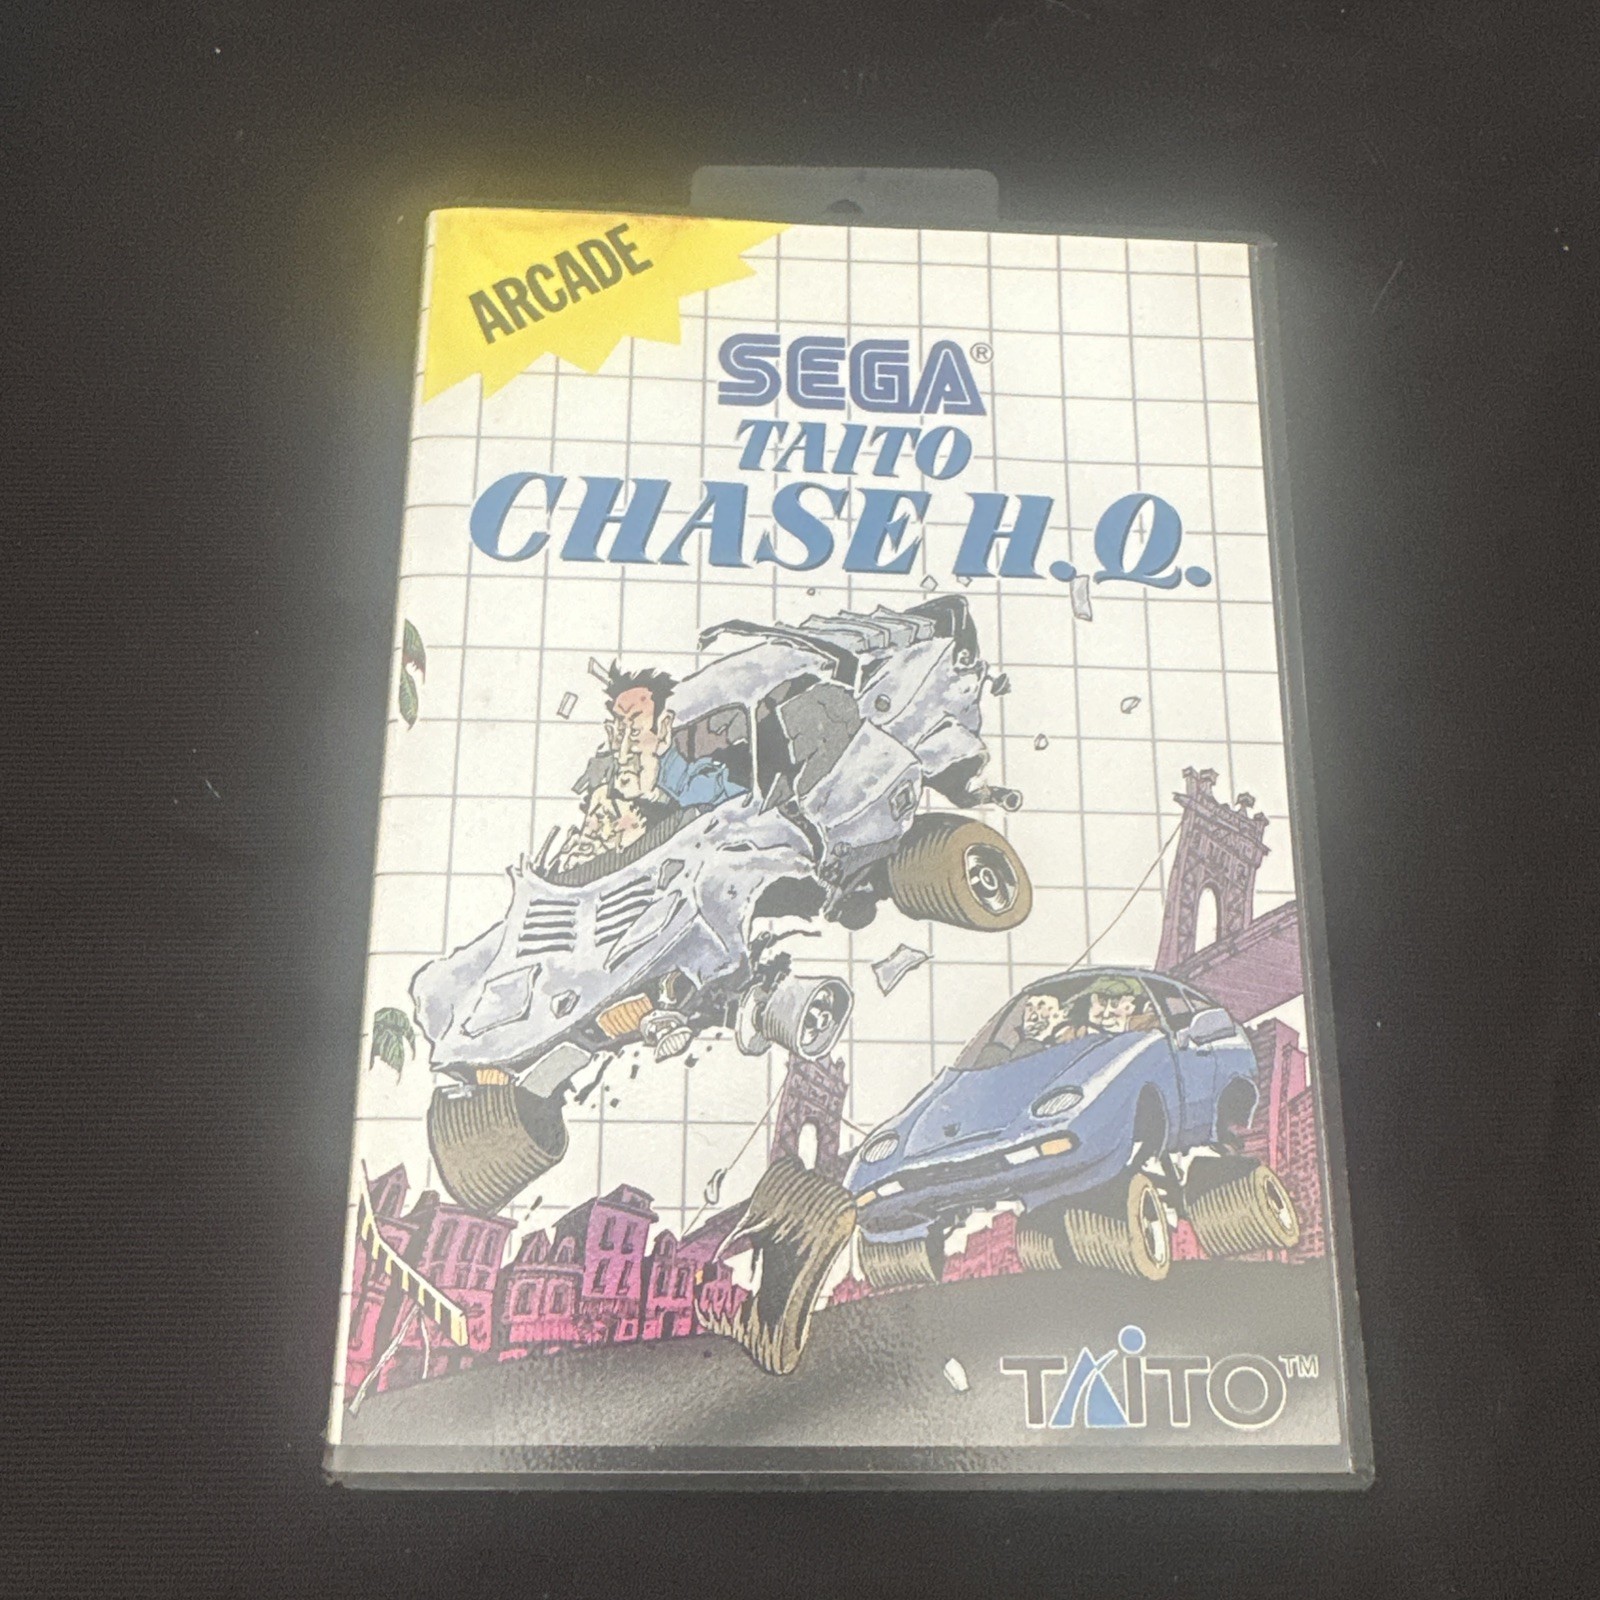 ARCADE
SEGA®
TAITO
CHASE H.Q.
TAITO™